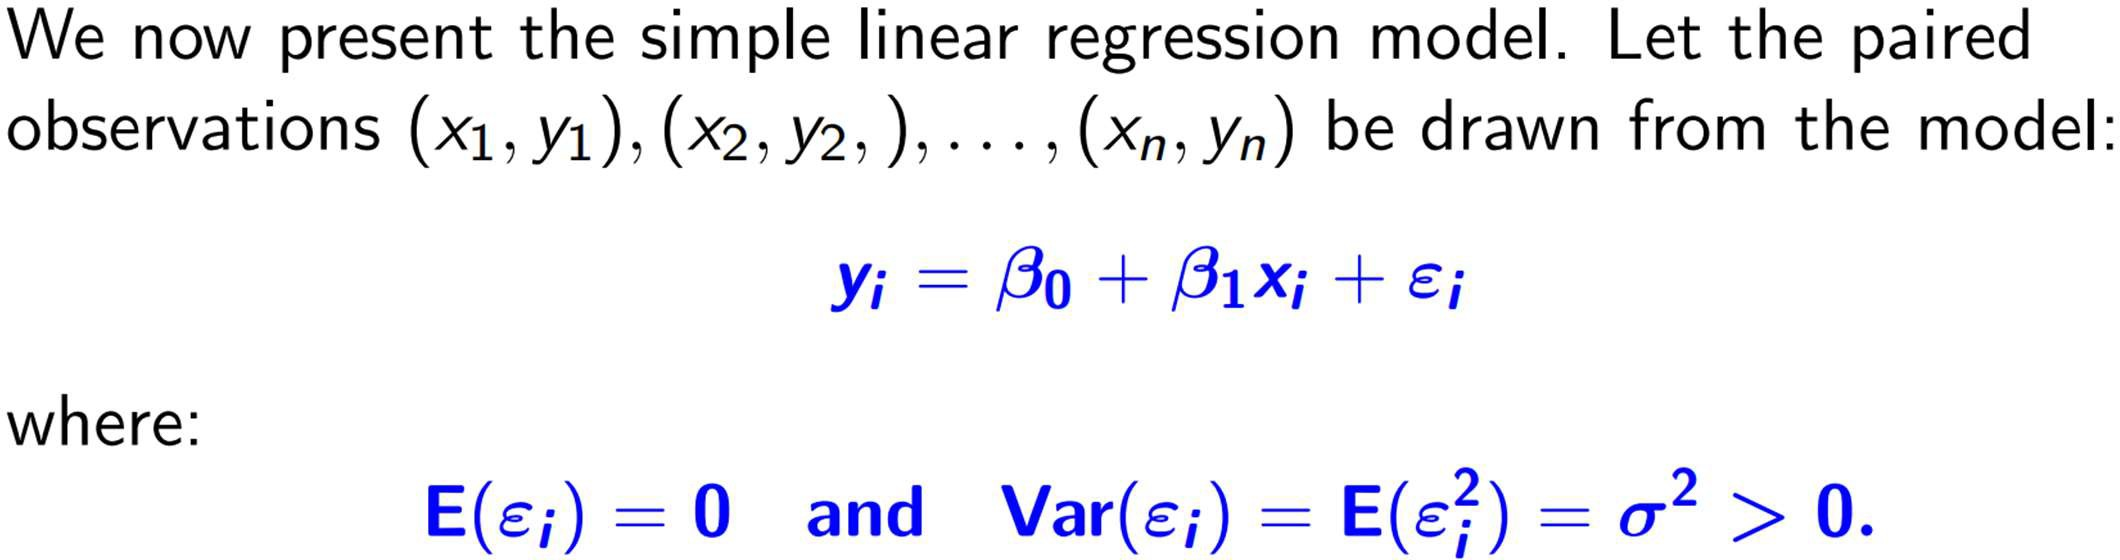 We now present the simple linear regression model. Let the paired
observations (x₁, y₁), (x₂, y₂, ), . . . , (xₙ, yₙ) be drawn from the model:
yᵢ = β₀ + β₁xᵢ + εᵢ
where:
E(εᵢ) = 0 and Var(εᵢ) = E(εᵢ²) = σ² > 0.